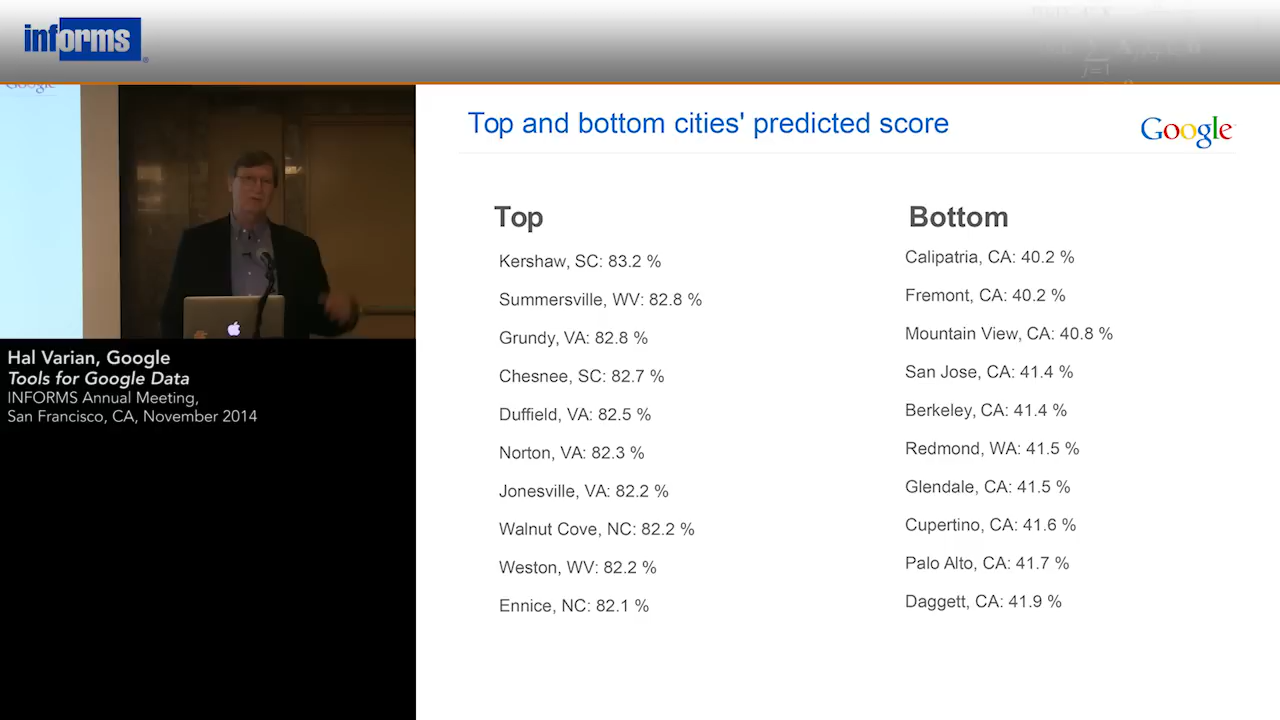 informs
Google
Hal Varian, Google
Tools for Google Data
INFORMS Annual Meeting,
San Francisco, CA, November 2014
Top and bottom cities' predicted score
Google
Top
Kershaw, SC: 83.2 %
Summersville, WV: 82.8 %
Grundy, VA: 82.8 %
Chesnee, SC: 82.7 %
Duffield, VA: 82.5 %
Norton, VA: 82.3 %
Jonesville, VA: 82.2 %
Walnut Cove, NC: 82.2 %
Weston, WV: 82.2 %
Ennice, NC: 82.1 %
Bottom
Calipatria, CA: 40.2 %
Fremont, CA: 40.2 %
Mountain View, CA: 40.8 %
San Jose, CA: 41.4 %
Berkeley, CA: 41.4 %
Redmond, WA: 41.5 %
Glendale, CA: 41.5 %
Cupertino, CA: 41.6 %
Palo Alto, CA: 41.7 %
Daggett, CA: 41.9 %